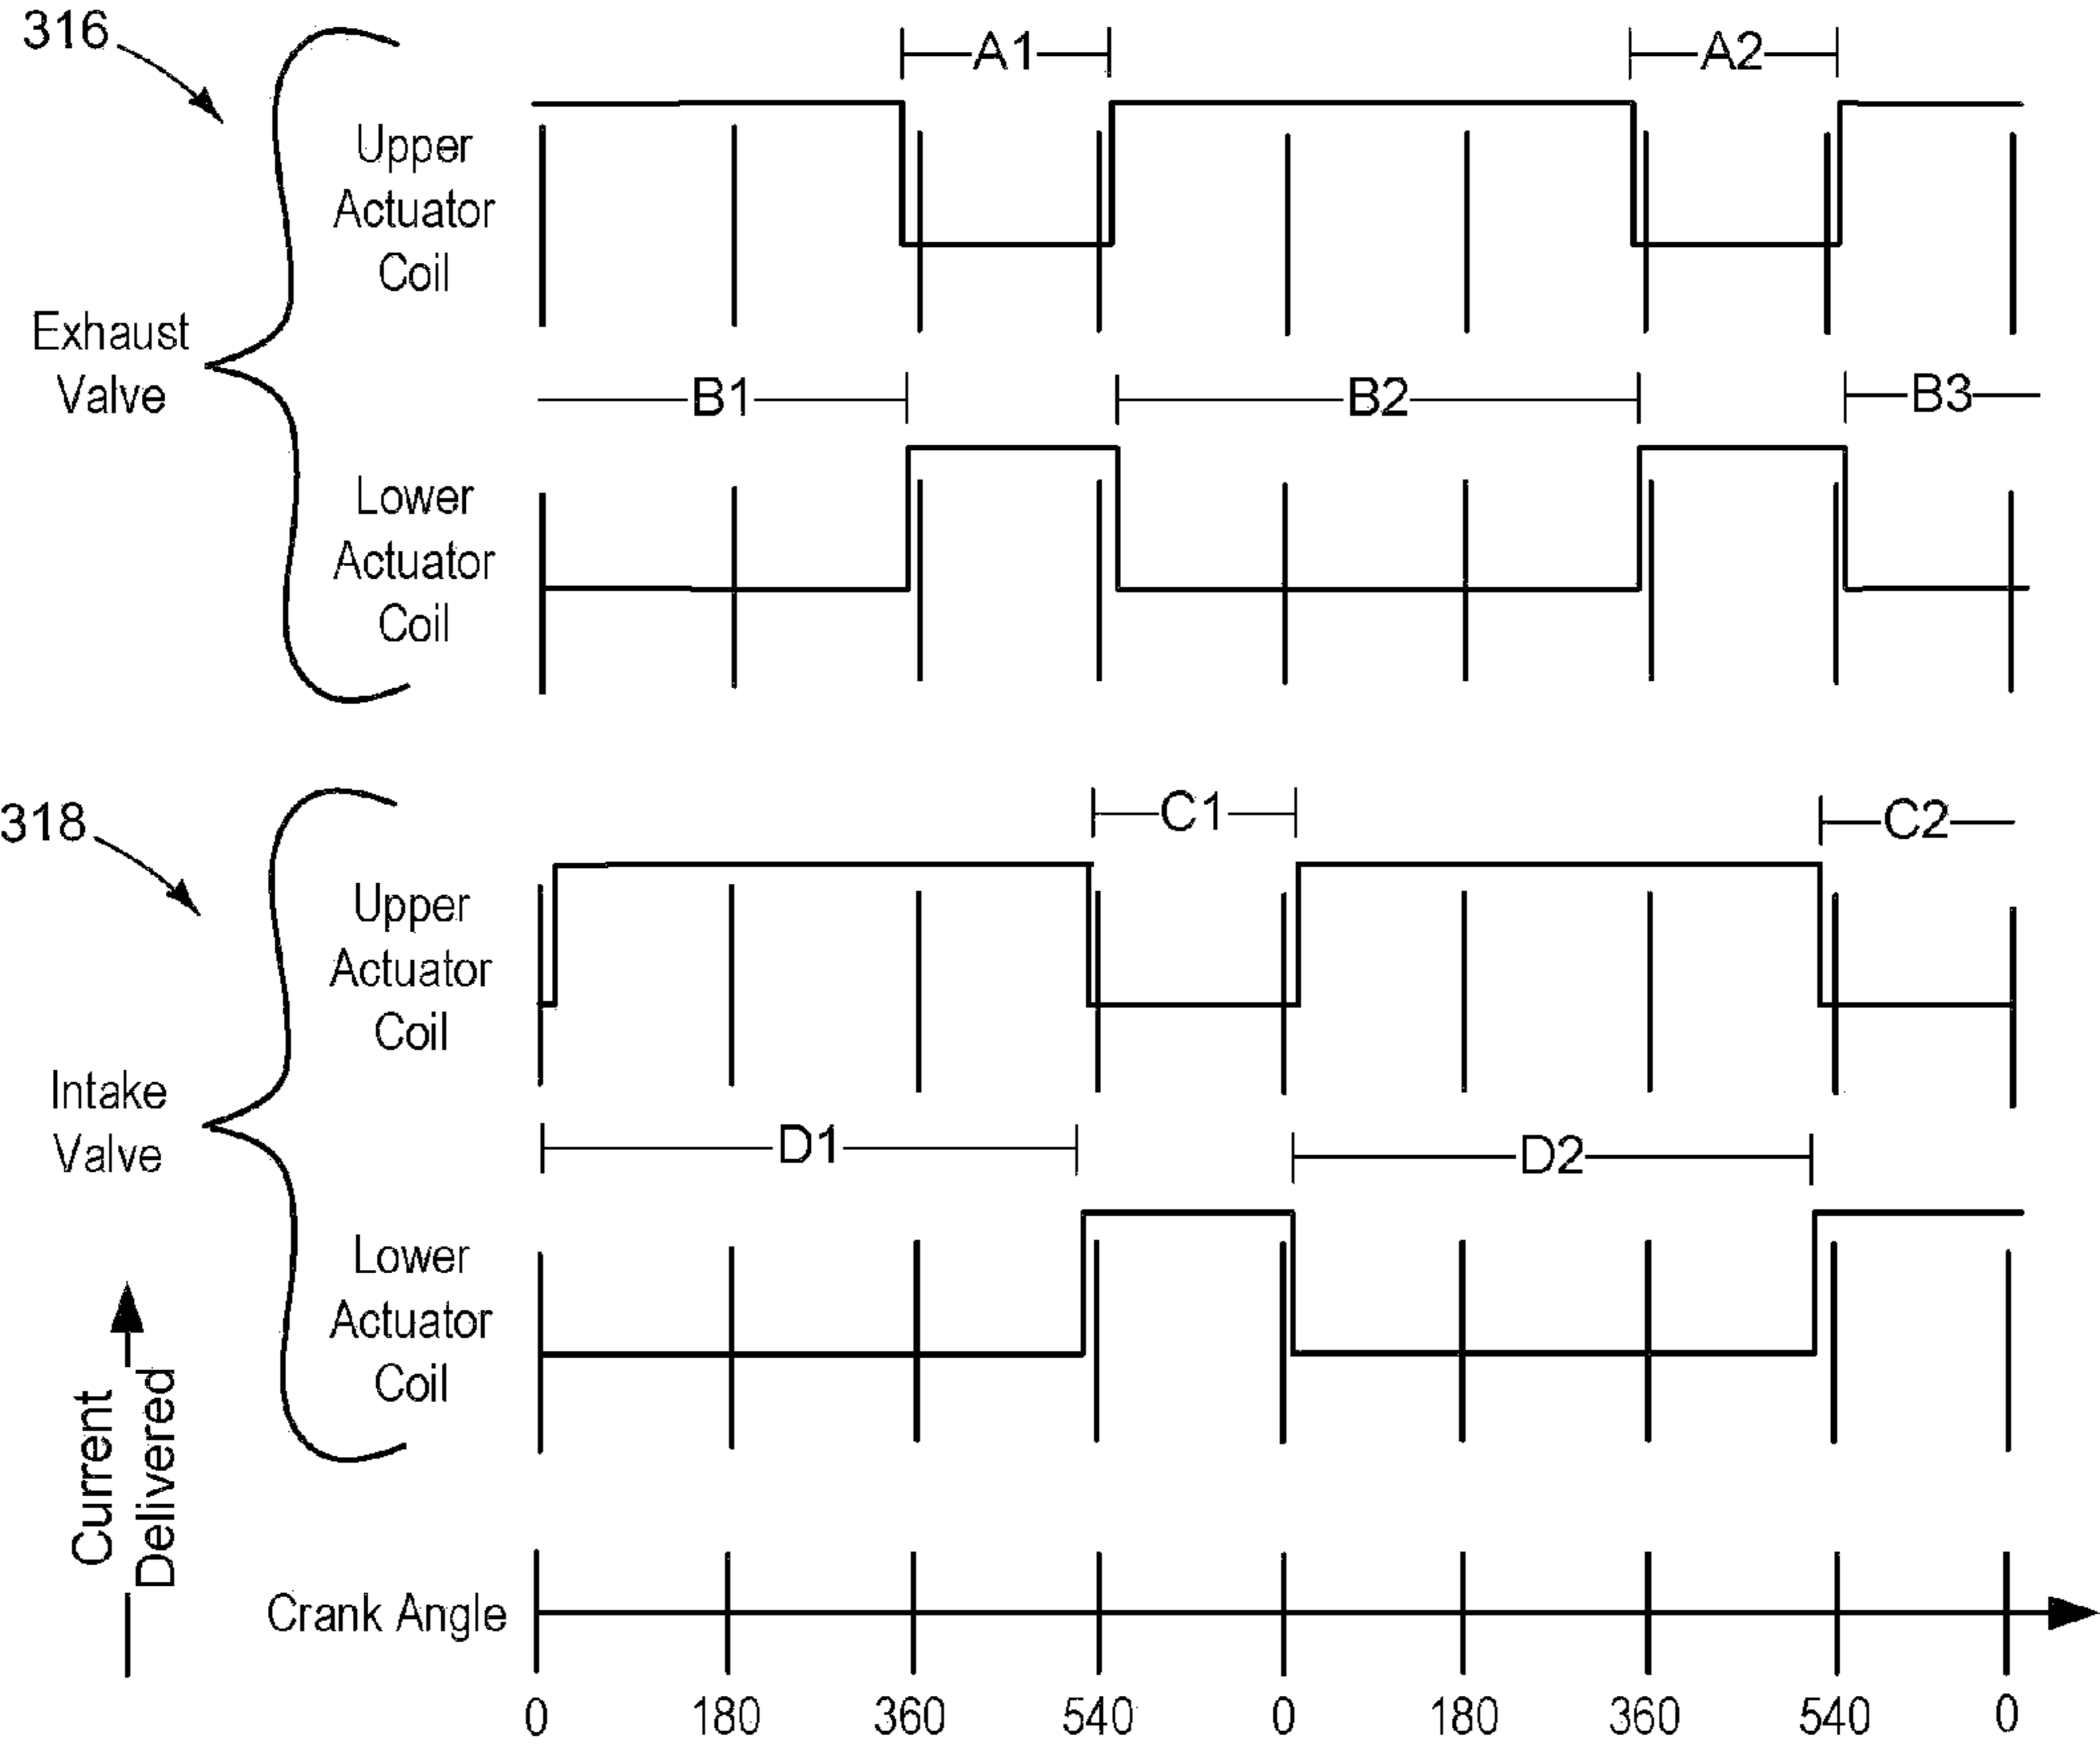 316
A1
A2
Upper
Actuator
Coil
Exhaust
Valve
B1
B2
B3
Lower
Actuator
Coil
318
C1
C2
Upper
Actuator
Coil
Intake
Valve
D1
D2
Lower
Actuator
Coil
Current
Delivered
Crank Angle
0 180 360 540 0 180 360 540 0